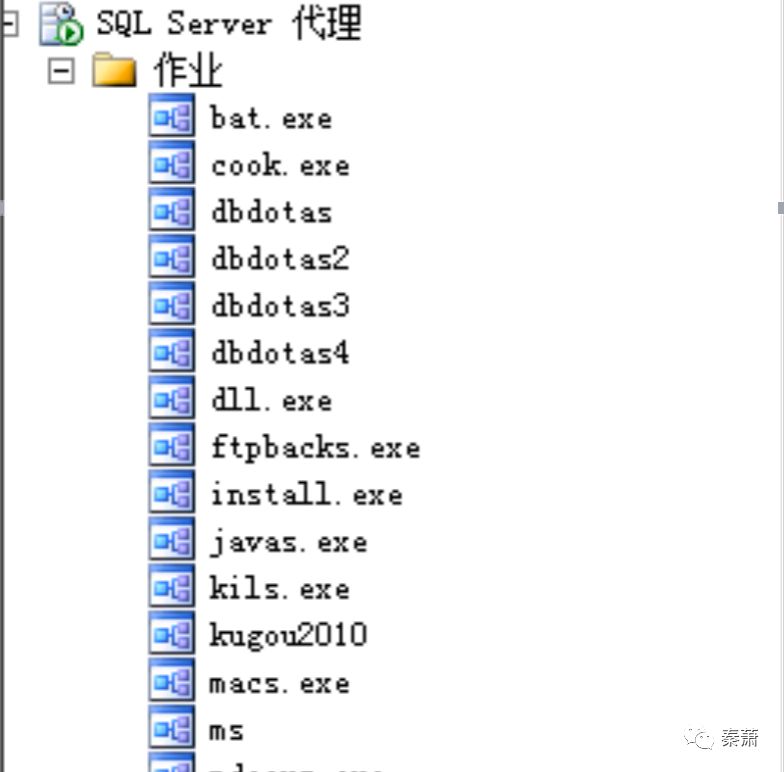 SQL Server 代理
作业
bat.exe
cook.exe
dbdotas
dbdotas2
dbdotas3
dbdotas4
dll.exe
ftpbacks.exe
install.exe
javas.exe
kils.exe
kugou2010
macs.exe
ms
秦萧